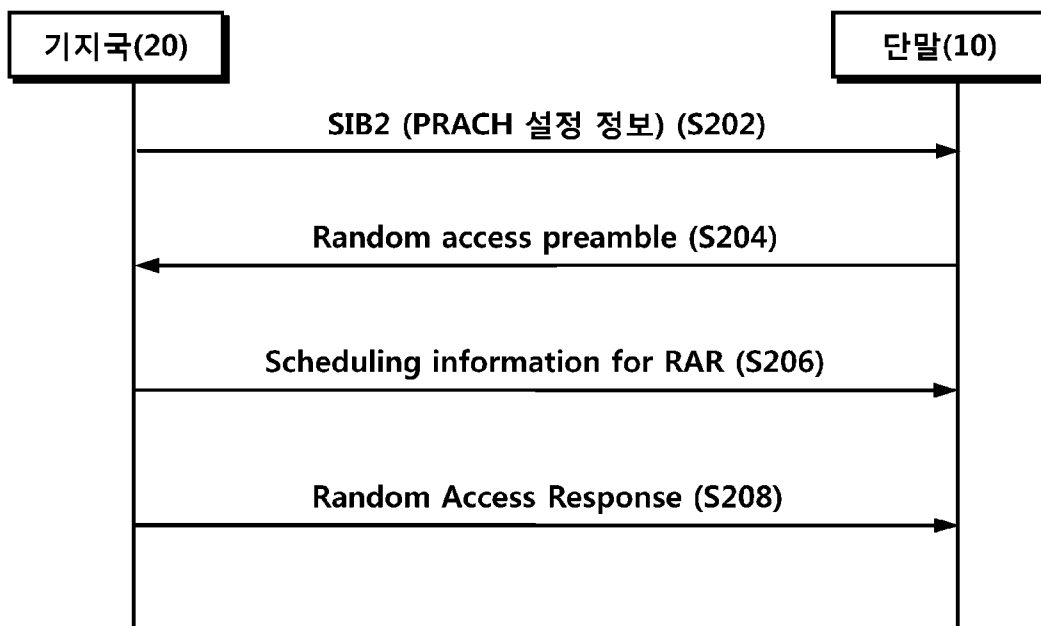 기지국(20)
단말(10)
SIB2 (PRACH 설정 정보) (S202)
Random access preamble (S204)
Scheduling information for RAR (S206)
Random Access Response (S208)